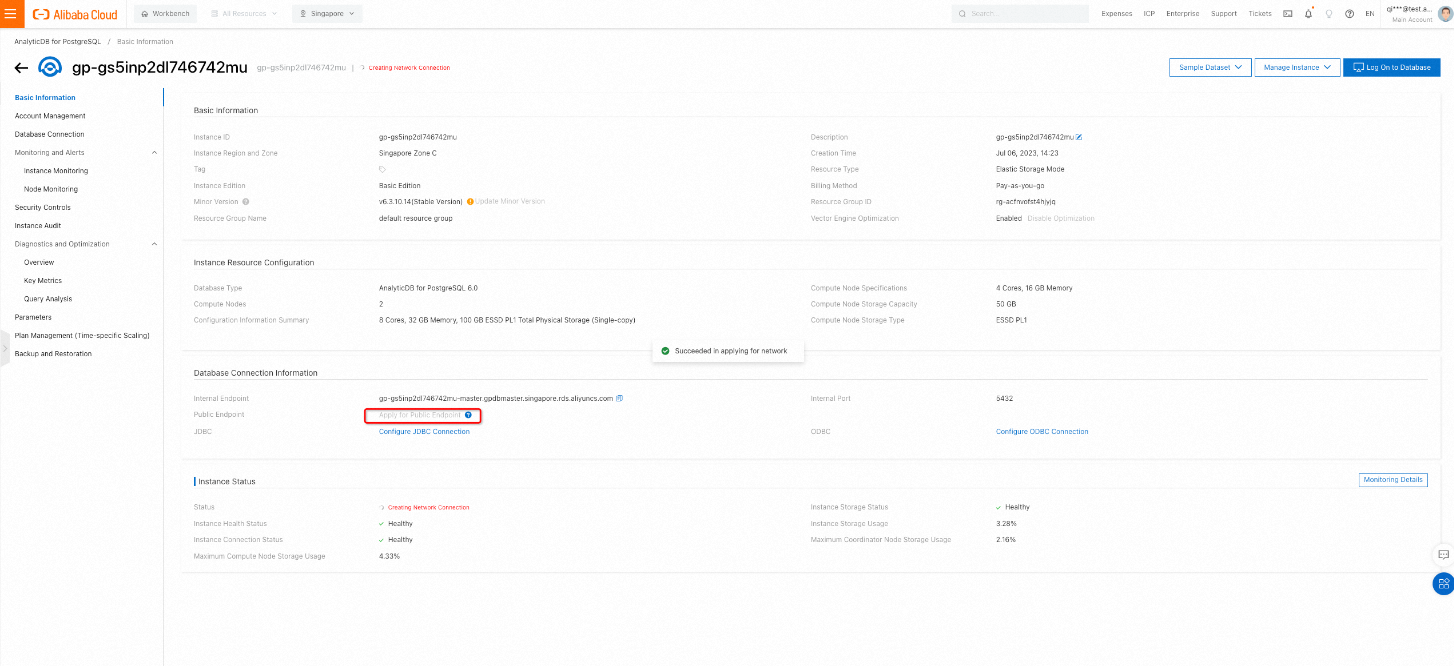 Alibaba Cloud
Workbench
All Resources
Singapore
Search...
Expenses
ICP
Enterprise
Support
Tickets
EN
qj***@test.a...
Main Account
AnalyticDB for PostgreSQL / Basic Information
gp-gs5inp2dl746742mu
gp-gs5inp2dl746742mu | Creating Network Connection
Sample Dataset
Manage Instance
Log On to Database
Basic Information
Account Management
Database Connection
Monitoring and Alerts
Instance Monitoring
Node Monitoring
Security Controls
Instance Audit
Diagnostics and Optimization
Overview
Key Metrics
Query Analysis
Parameters
Plan Management (Time-specific Scaling)
Backup and Restoration
Basic Information
Instance ID gp-gs5inp2dl746742mu Description gp-gs5inp2dl746742mu
Instance Region and Zone Singapore Zone C Creation Time Jul 06, 2023, 14:23
Tag Resource Type Elastic Storage Mode
Instance Edition Basic Edition Billing Method Pay-as-you-go
Minor Version v6.3.10.14(Stable Version) Update Minor Version Resource Group ID rg-acfnvofst4hjyjq
Resource Group Name default resource group Vector Engine Optimization Enabled Disable Optimization
Instance Resource Configuration
Database Type AnalyticDB for PostgreSQL 6.0 Compute Node Specifications 4 Cores, 16 GB Memory
Compute Nodes 2 Compute Node Storage Capacity 50 GB
Configuration Information Summary 8 Cores, 32 GB Memory, 100 GB ESSD PL1 Total Physical Storage (Single-copy) Compute Node Storage Type ESSD PL1
Succeeded in applying for network
Database Connection Information
Internal Endpoint gp-gs5inp2dl746742mu-master.gpdbmaster.singapore.rds.aliyuncs.com Internal Port 5432
Public Endpoint Apply for Public Endpoint
JDBC Configure JDBC Connection ODBC Configure ODBC Connection
Instance Status
Monitoring Details
Status Creating Network Connection Instance Storage Status Healthy
Instance Health Status Healthy Instance Storage Usage 3.28%
Instance Connection Status Healthy Maximum Coordinator Node Storage Usage 2.16%
Maximum Compute Node Storage Usage 4.33%